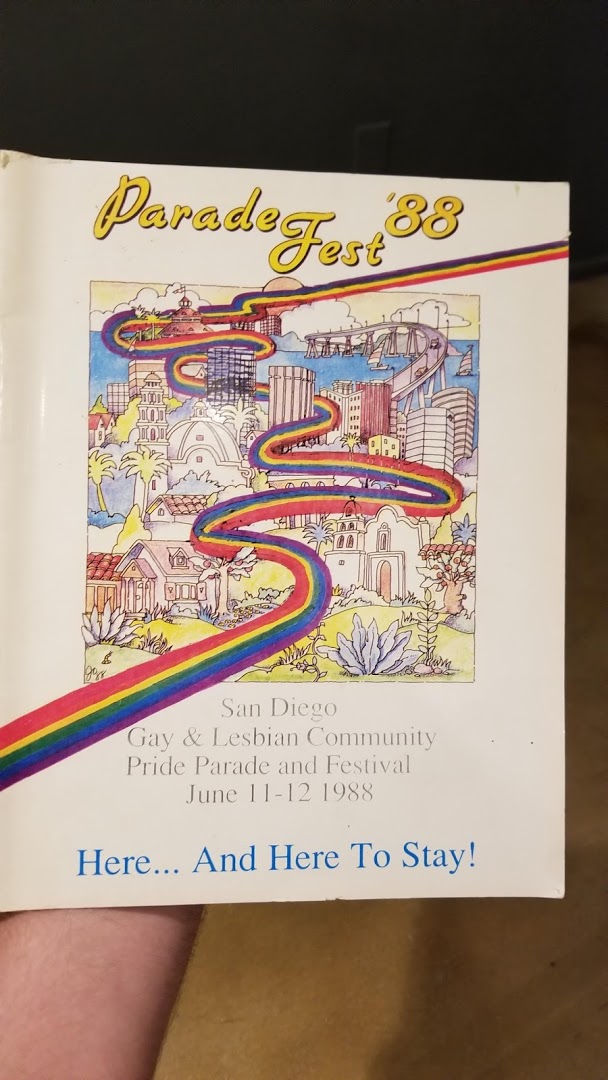 Parade Fest '88
San Diego
Gay & Lesbian Community
Pride Parade and Festival
June 11-12 1988
Here... And Here To Stay!